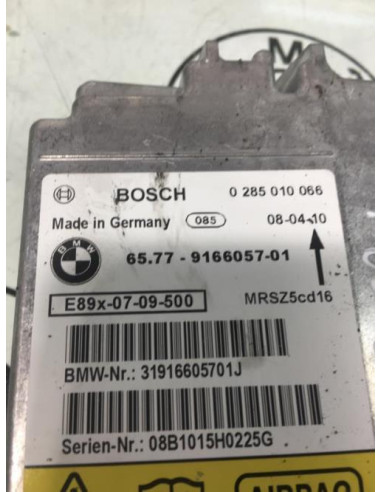 BOSCH 0 285 010 066
Made in Germany 085 08-04-10
BMW 65.77 - 9166057-01
E89x-07-09-500 MRSZ5cd16
BMW-Nr.: 31916605701J
Serien-Nr.: 08B1015H0225G
AIRBAG